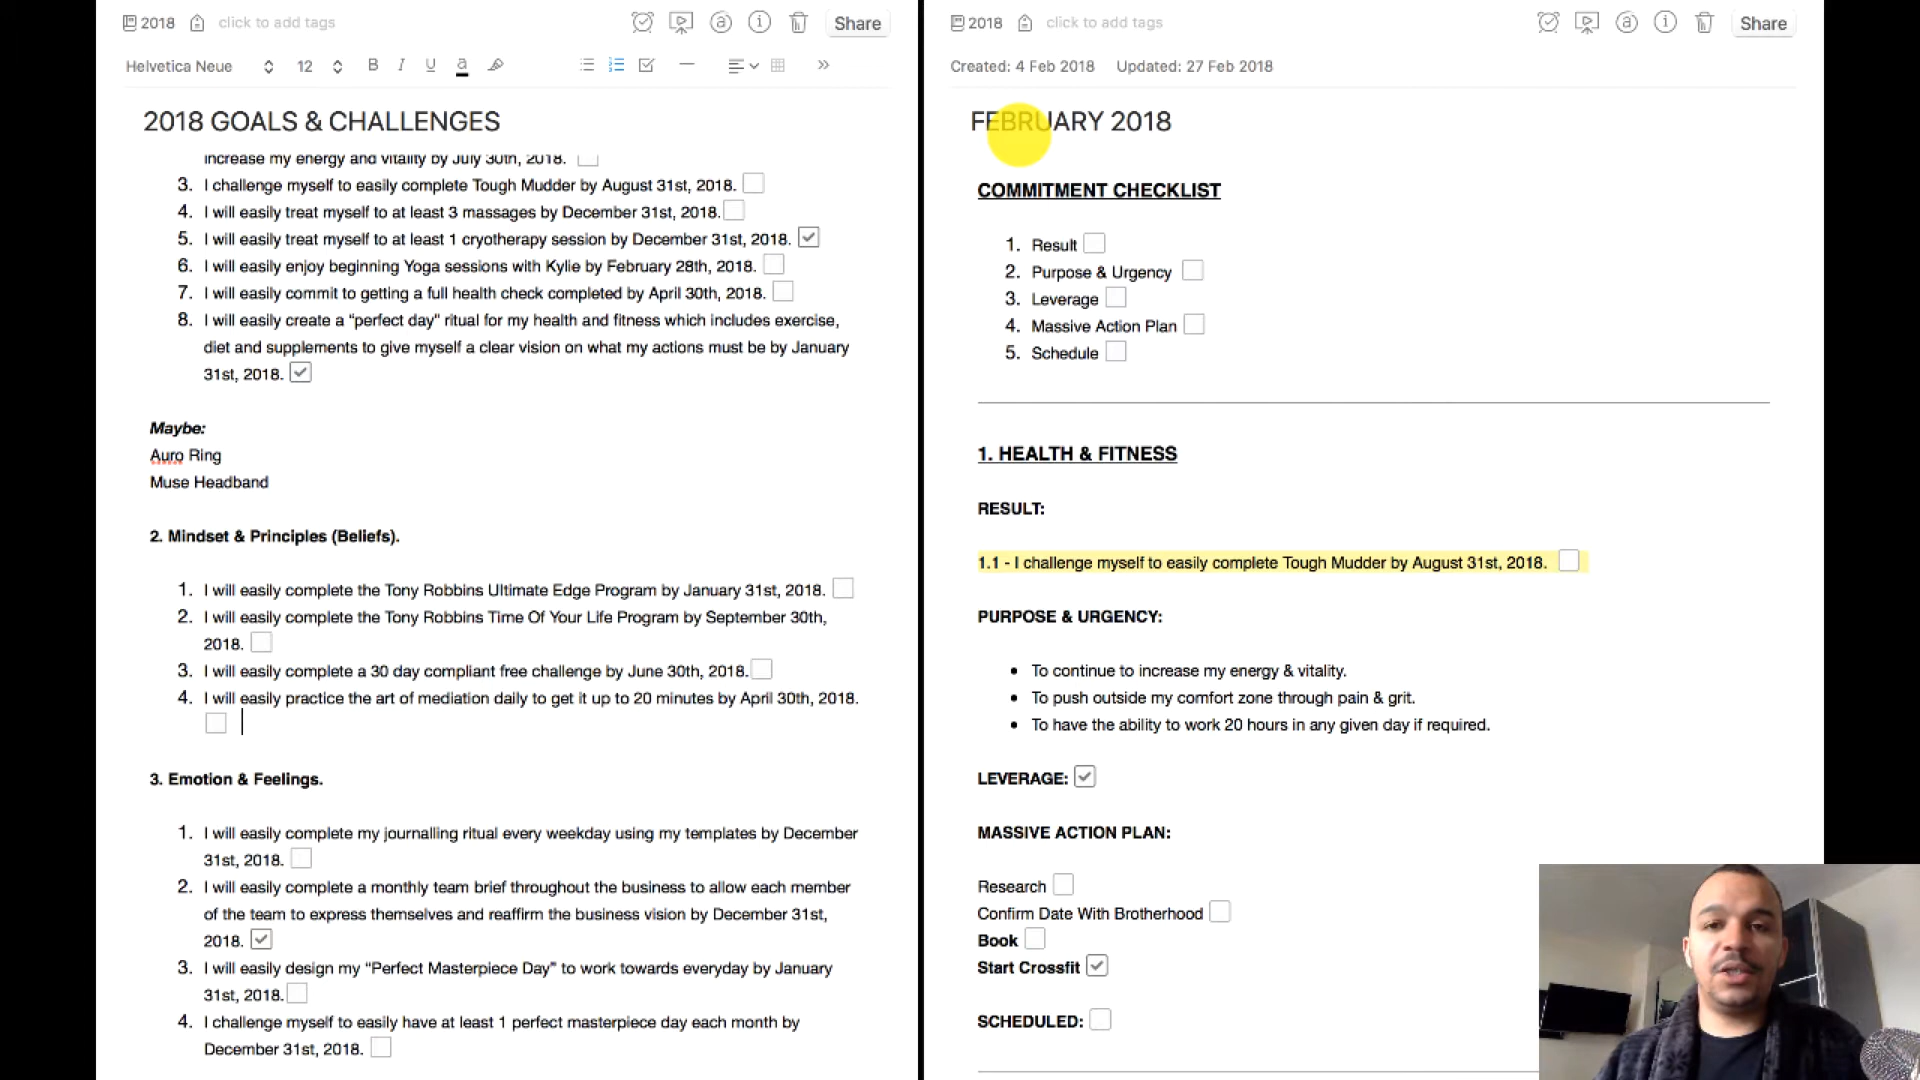 2018 click to add tags Share
Helvetica Neue 12 B I U a
2018 GOALS & CHALLENGES
increase my energy and vitality by July 30th, 2018.
3. I challenge myself to easily complete Tough Mudder by August 31st, 2018.
4. I will easily treat myself to at least 3 massages by December 31st, 2018.
5. I will easily treat myself to at least 1 cryotherapy session by December 31st, 2018.
6. I will easily enjoy beginning Yoga sessions with Kylie by February 28th, 2018.
7. I will easily commit to getting a full health check completed by April 30th, 2018.
8. I will easily create a “perfect day” ritual for my health and fitness which includes exercise,
diet and supplements to give myself a clear vision on what my actions must be by January
31st, 2018.
Maybe:
Auro Ring
Muse Headband
2. Mindset & Principles (Beliefs).
1. I will easily complete the Tony Robbins Ultimate Edge Program by January 31st, 2018.
2. I will easily complete the Tony Robbins Time Of Your Life Program by September 30th,
2018.
3. I will easily complete a 30 day compliant free challenge by June 30th, 2018.
4. I will easily practice the art of mediation daily to get it up to 20 minutes by April 30th, 2018.
3. Emotion & Feelings.
1. I will easily complete my journalling ritual every weekday using my templates by December
31st, 2018.
2. I will easily complete a monthly team brief throughout the business to allow each member
of the team to express themselves and reaffirm the business vision by December 31st,
2018.
3. I will easily design my “Perfect Masterpiece Day” to work towards everyday by January
31st, 2018.
4. I challenge myself to easily have at least 1 perfect masterpiece day each month by
December 31st, 2018.
2018 click to add tags Share
Created: 4 Feb 2018 Updated: 27 Feb 2018
FEBRUARY 2018
COMMITMENT CHECKLIST
1. Result
2. Purpose & Urgency
3. Leverage
4. Massive Action Plan
5. Schedule
1. HEALTH & FITNESS
RESULT:
1.1 - I challenge myself to easily complete Tough Mudder by August 31st, 2018.
PURPOSE & URGENCY:
• To continue to increase my energy & vitality.
• To push outside my comfort zone through pain & grit.
• To have the ability to work 20 hours in any given day if required.
LEVERAGE:
MASSIVE ACTION PLAN:
Research
Confirm Date With Brotherhood
Book
Start Crossfit
SCHEDULED: